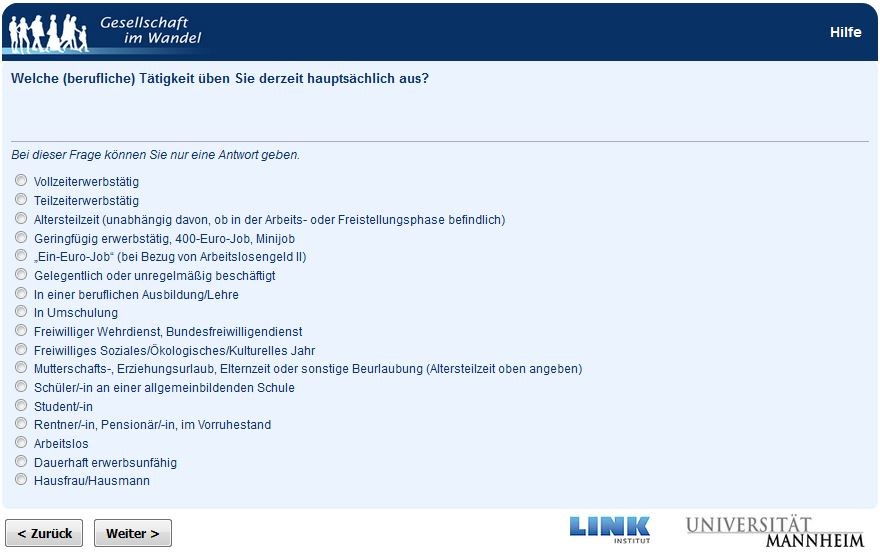 Gesellschaft
im Wandel
Hilfe
Welche (berufliche) Tätigkeit üben Sie derzeit hauptsächlich aus?
Bei dieser Frage können Sie nur eine Antwort geben.
Vollzeiterwerbstätig
Teilzeiterwerbstätig
Altersteilzeit (unabhängig davon, ob in der Arbeits- oder Freistellungsphase befindlich)
Geringfügig erwerbstätig, 400-Euro-Job, Minijob
„Ein-Euro-Job“ (bei Bezug von Arbeitslosengeld II)
Gelegentlich oder unregelmäßig beschäftigt
In einer beruflichen Ausbildung/Lehre
In Umschulung
Freiwilliger Wehrdienst, Bundesfreiwilligendienst
Freiwilliges Soziales/Ökologisches/Kulturelles Jahr
Mutterschafts-, Erziehungsurlaub, Elternzeit oder sonstige Beurlaubung (Altersteilzeit oben angeben)
Schüler/-in an einer allgemeinbildenden Schule
Student/-in
Rentner/-in, Pensionär/-in, im Vorruhestand
Arbeitslos
Dauerhaft erwerbsunfähig
Hausfrau/Hausmann
< Zurück
Weiter >
LINK
INSTITUT
UNIVERSITÄT
MANNHEIM